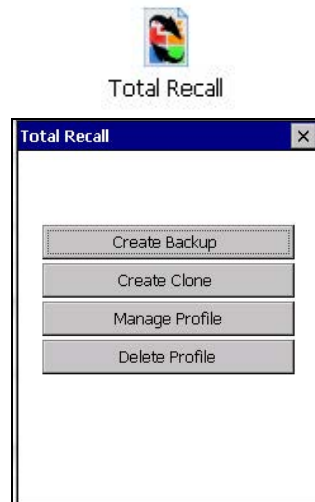 Total Recall
Total Recall
Create Backup
Create Clone
Manage Profile
Delete Profile